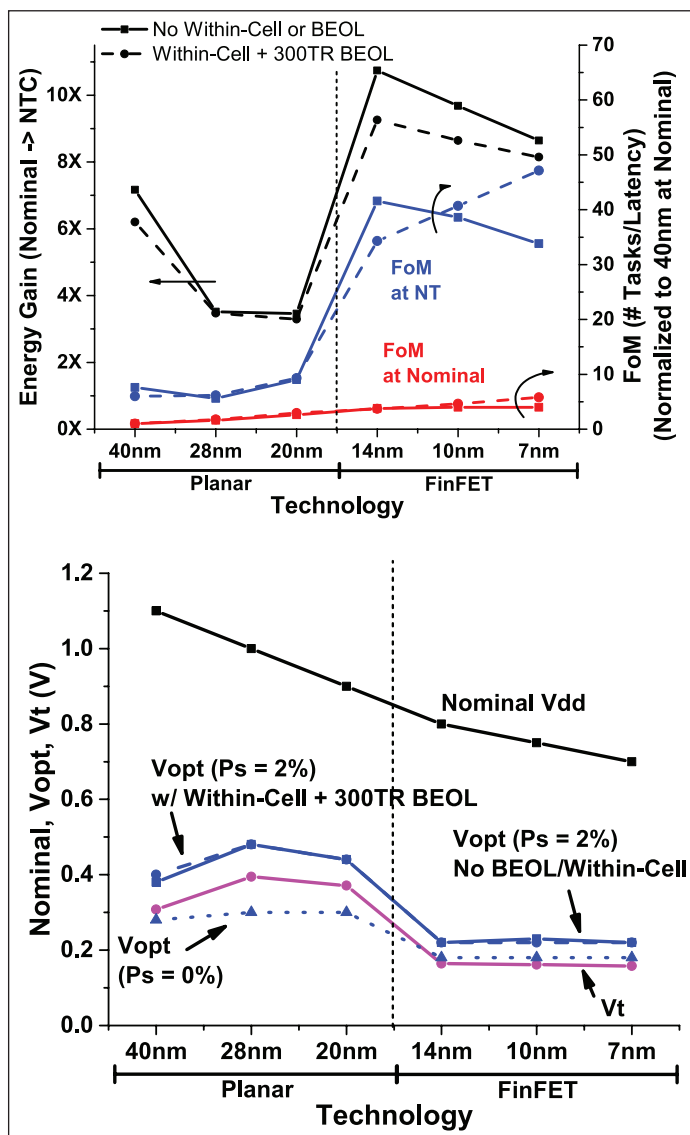 No Within-Cell or BEOL
Within-Cell + 300TR BEOL
Energy Gain (Nominal -> NTC)
10X
8X
6X
4X
2X
0X
70
60
50
40
30
20
10
0
FoM (# Tasks/Latency)
(Normalized to 40nm at Nominal)
FoM
at NT
FoM
at Nominal
40nm 28nm 20nm 14nm 10nm 7nm
Planar FinFET
Technology
Nominal, Vopt, Vt (V)
1.2
1.0
0.8
0.6
0.4
0.2
0.0
Nominal Vdd
Vopt (Ps = 2%)
w/ Within-Cell + 300TR BEOL
Vopt (Ps = 2%)
No BEOL/Within-Cell
Vopt
(Ps = 0%)
Vt
40nm 28nm 20nm 14nm 10nm 7nm
Planar FinFET
Technology